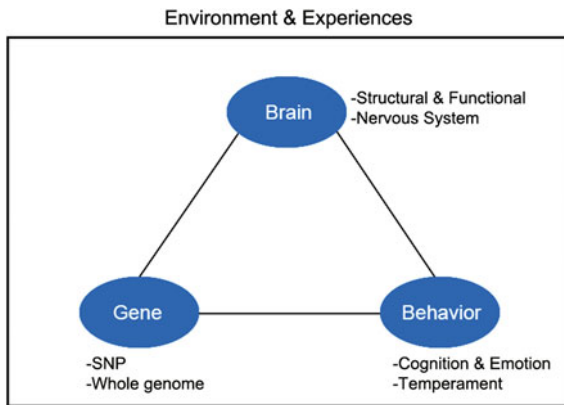 Environment & Experiences
Brain
-Structural & Functional
-Nervous System
Gene
-SNP
-Whole genome
Behavior
-Cognition & Emotion
-Temperament